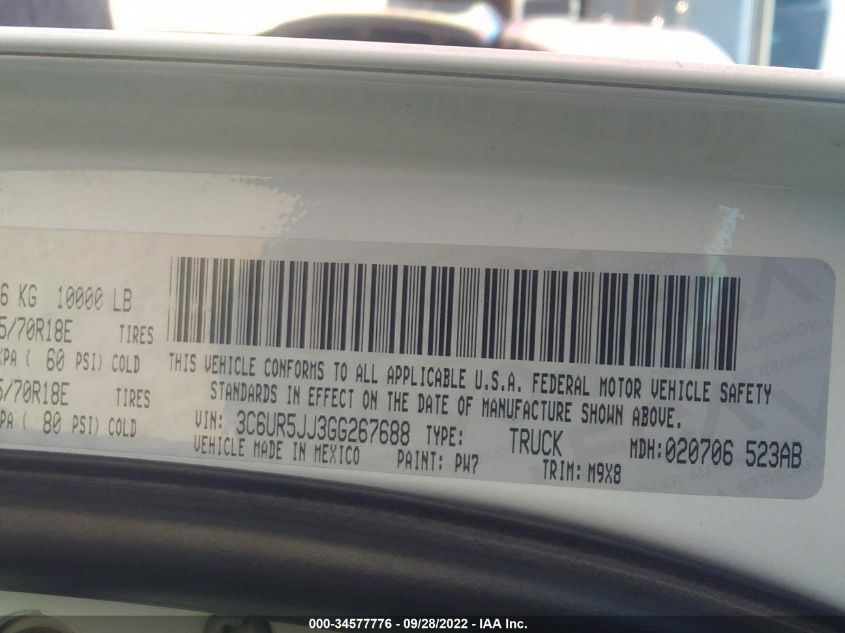 6 KG 10000 LB
5/70R18E TIRES
KPA ( 60 PSI) COLD
5/70R18E TIRES
KPA ( 80 PSI) COLD
THIS VEHICLE CONFORMS TO ALL APPLICABLE U.S.A. FEDERAL MOTOR VEHICLE SAFETY
STANDARDS IN EFFECT ON THE DATE OF MANUFACTURE SHOWN ABOVE.
VIN: 3C6UR5JJ3GG267688 TYPE: TRUCK MDH:020706 523AB
VEHICLE MADE IN MEXICO PAINT: PW7 TRIM: M9X8
000-34577776 - 09/28/2022 - IAA Inc.